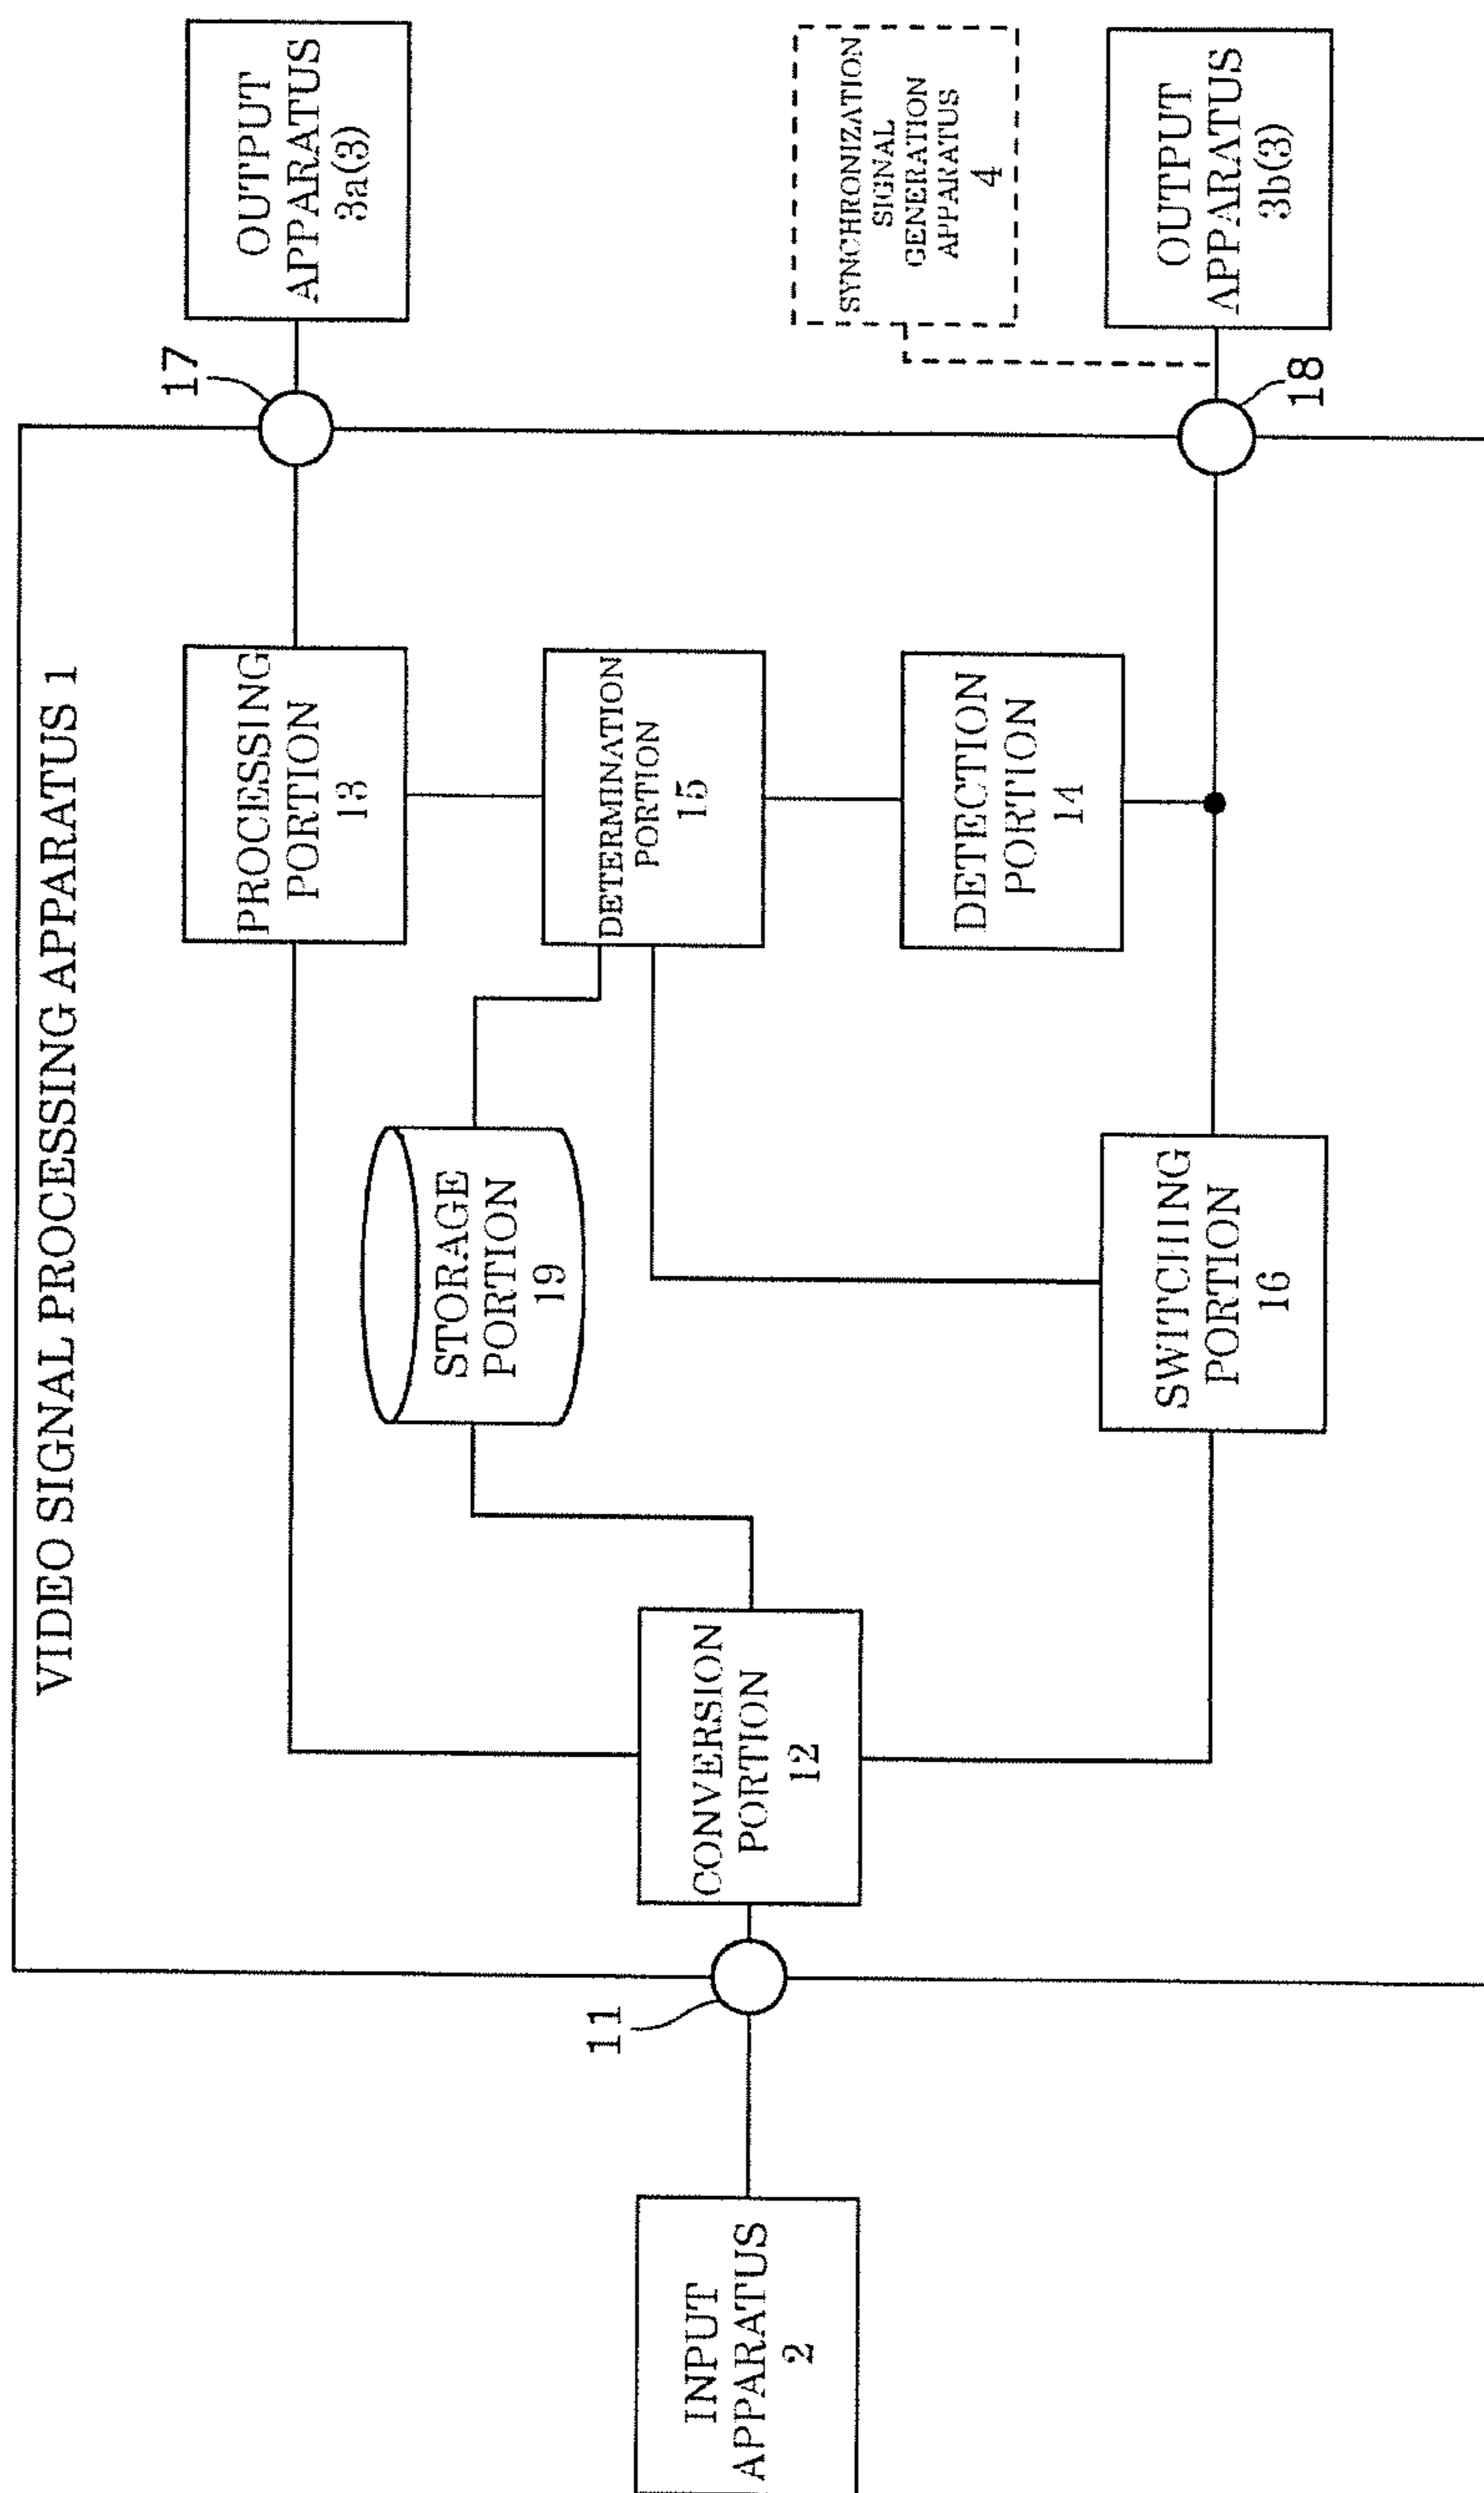 VIDEO SIGNAL PROCESSING APPARATUS 1
INPUT
APPARATUS
2
11
CONVERSION
PORTION
12
STORAGE
PORTION
19
PROCESSING
PORTION
13
DETERMINATION
PORTION
15
DETECTION
PORTION
14
SWITCHING
PORTION
16
17
OUTPUT
APPARATUS
3a(3)
SYNCHRONIZATION
SIGNAL
GENERATION
APPARATUS
4
18
OUTPUT
APPARATUS
3b(3)